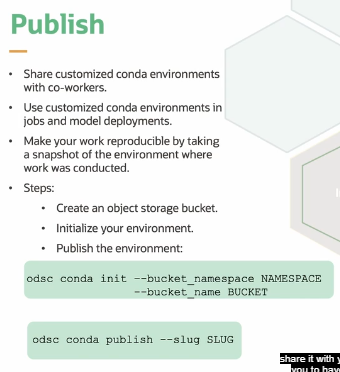 Publish
• Share customized conda environments
with co-workers.
• Use customized conda environments in
jobs and model deployments.
• Make your work reproducible by taking
a snapshot of the environment where
work was conducted.
• Steps:
• Create an object storage bucket.
• Initialize your environment.
• Publish the environment:
odsc conda init --bucket_namespace NAMESPACE
--bucket_name BUCKET
odsc conda publish --slug SLUG
share it with y
you to hav